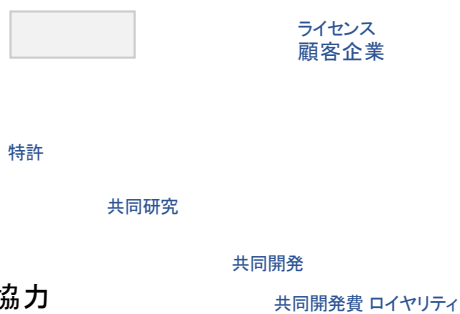 ライセンス
顧客企業
特許
共同研究
共同開発
協力
共同開発費 ロイヤリティ